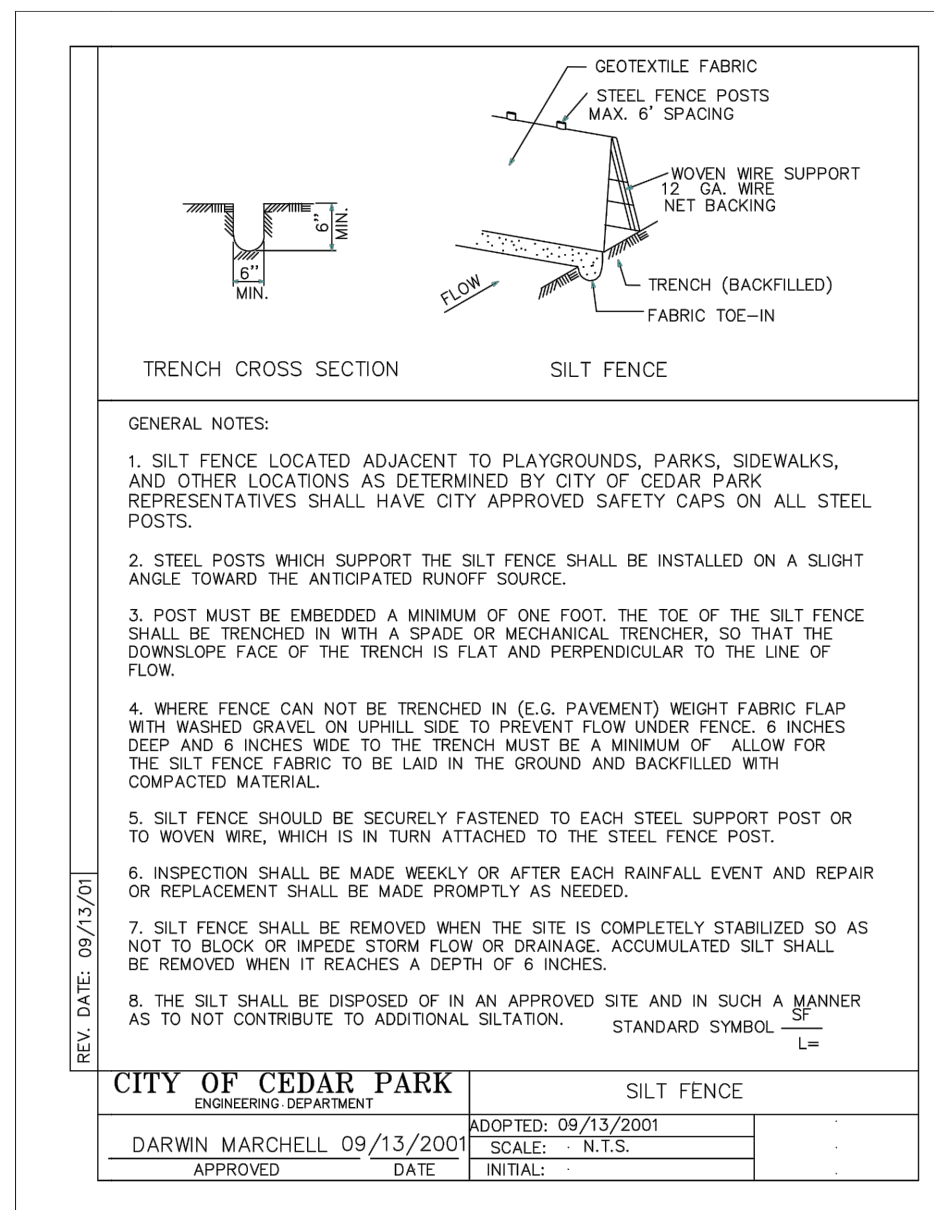 GEOTEXTILE FABRIC
STEEL FENCE POSTS
MAX. 6' SPACING
WOVEN WIRE SUPPORT
12 GA. WIRE
NET BACKING
6"
MIN.
6"
MIN.
FLOW
TRENCH (BACKFILLED)
FABRIC TOE-IN
TRENCH CROSS SECTION
SILT FENCE
GENERAL NOTES:
1. SILT FENCE LOCATED ADJACENT TO PLAYGROUNDS, PARKS, SIDEWALKS,
AND OTHER LOCATIONS AS DETERMINED BY CITY OF CEDAR PARK
REPRESENTATIVES SHALL HAVE CITY APPROVED SAFETY CAPS ON ALL STEEL
POSTS.
2. STEEL POSTS WHICH SUPPORT THE SILT FENCE SHALL BE INSTALLED ON A SLIGHT
ANGLE TOWARD THE ANTICIPATED RUNOFF SOURCE.
3. POST MUST BE EMBEDDED A MINIMUM OF ONE FOOT. THE TOE OF THE SILT FENCE
SHALL BE TRENCHED IN WITH A SPADE OR MECHANICAL TRENCHER, SO THAT THE
DOWNSLOPE FACE OF THE TRENCH IS FLAT AND PERPENDICULAR TO THE LINE OF
FLOW.
4. WHERE FENCE CAN NOT BE TRENCHED IN (E.G. PAVEMENT) WEIGHT FABRIC FLAP
WITH WASHED GRAVEL ON UPHILL SIDE TO PREVENT FLOW UNDER FENCE. 6 INCHES
DEEP AND 6 INCHES WIDE TO THE TRENCH MUST BE A MINIMUM OF ALLOW FOR
THE SILT FENCE FABRIC TO BE LAID IN THE GROUND AND BACKFILLED WITH
COMPACTED MATERIAL.
5. SILT FENCE SHOULD BE SECURELY FASTENED TO EACH STEEL SUPPORT POST OR
TO WOVEN WIRE, WHICH IS IN TURN ATTACHED TO THE STEEL FENCE POST.
6. INSPECTION SHALL BE MADE WEEKLY OR AFTER EACH RAINFALL EVENT AND REPAIR
OR REPLACEMENT SHALL BE MADE PROMPTLY AS NEEDED.
7. SILT FENCE SHALL BE REMOVED WHEN THE SITE IS COMPLETELY STABILIZED SO AS
NOT TO BLOCK OR IMPEDE STORM FLOW OR DRAINAGE. ACCUMULATED SILT SHALL
BE REMOVED WHEN IT REACHES A DEPTH OF 6 INCHES.
8. THE SILT SHALL BE DISPOSED OF IN AN APPROVED SITE AND IN SUCH A MANNER
AS TO NOT CONTRIBUTE TO ADDITIONAL SILTATION.
STANDARD SYMBOL SF
L=
REV. DATE: 09/13/01
CITY OF CEDAR PARK
ENGINEERING DEPARTMENT
SILT FENCE
DARWIN MARCHELL 09/13/2001
APPROVED DATE
ADOPTED: 09/13/2001
SCALE: N.T.S.
INITIAL: